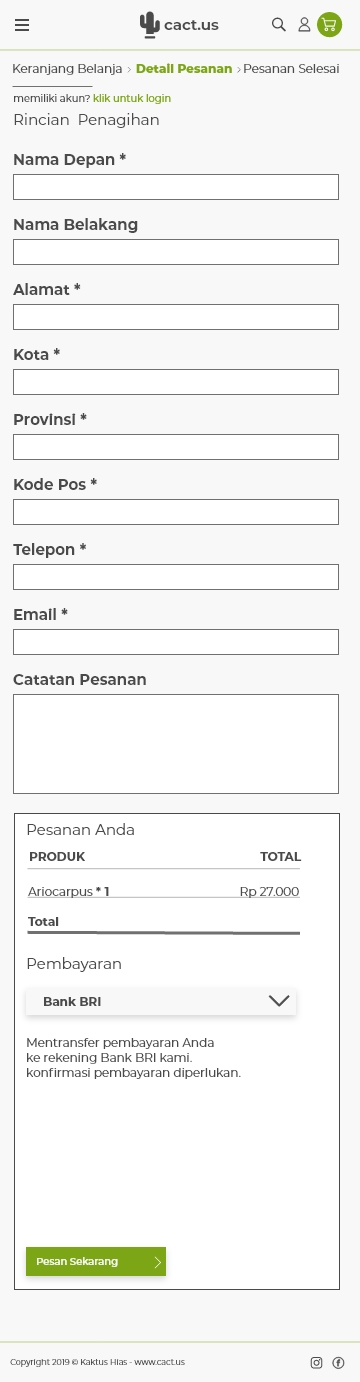 cact.us
Keranjang Belanja › Detail Pesanan › Pesanan Selesai
memiliki akun? klik untuk login
Rincian Penagihan
Nama Depan *
Nama Belakang
Alamat *
Kota *
Provinsi *
Kode Pos *
Telepon *
Email *
Catatan Pesanan
Pesanan Anda
PRODUK TOTAL
Ariocarpus * 1 Rp 27.000
Total
Pembayaran
Bank BRI
Mentransfer pembayaran Anda
ke rekening Bank BRI kami.
konfirmasi pembayaran diperlukan.
Pesan Sekarang
Copyright 2019 © Kaktus Hias - www.cact.us